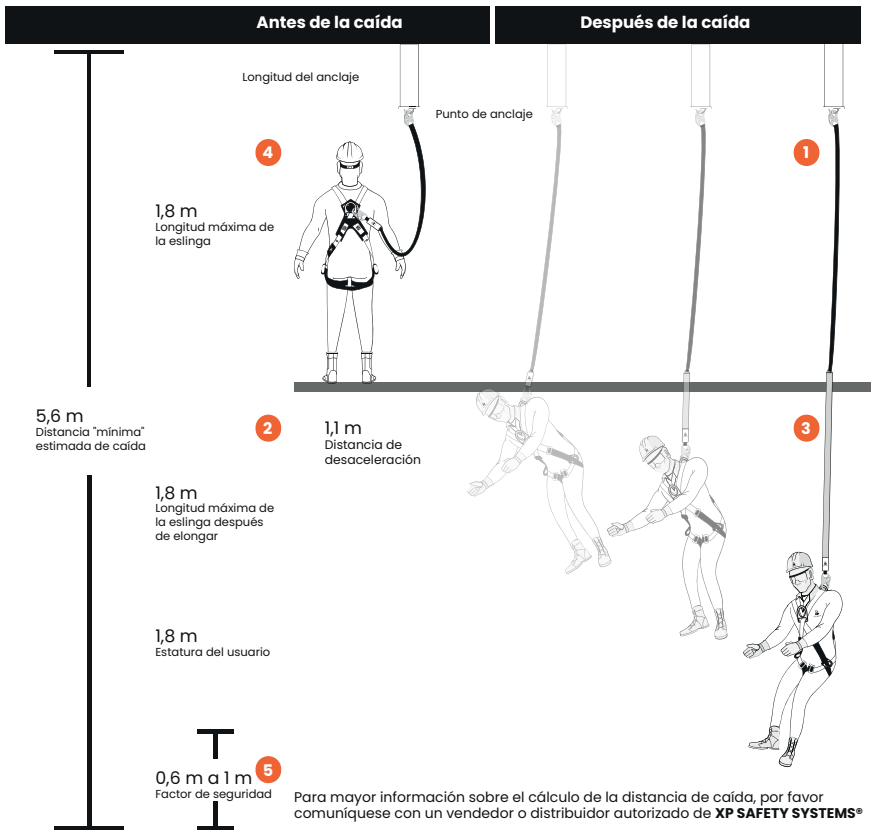 Antes de la caída
Después de la caída
Longitud del anclaje
Punto de anclaje
4
1
1,8 m
Longitud máxima de
la eslinga
5,6 m
Distancia "mínima"
estimada de caída
2
1,1 m
Distancia de
desaceleración
3
1,8 m
Longitud máxima de
la eslinga después
de elongar
1,8 m
Estatura del usuario
0,6 m a 1 m
5
Factor de seguridad
Para mayor información sobre el cálculo de la distancia de caída, por favor
comuníquese con un vendedor o distribuidor autorizado de XP SAFETY SYSTEMS®